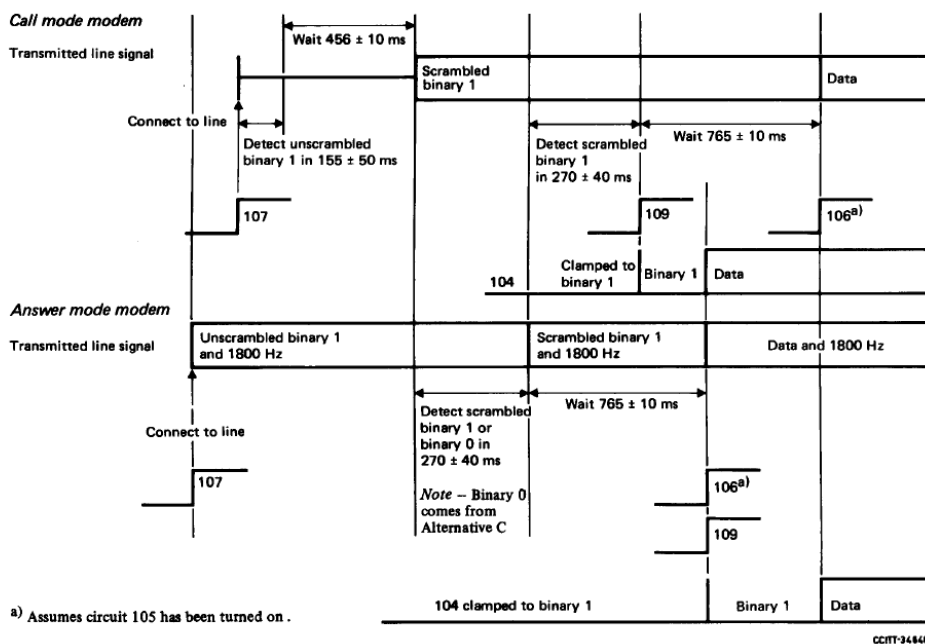 Call mode modem
Wait 456 ± 10 ms
Transmitted line signal
Scrambled
binary 1
Data
Connect to line
Detect unscrambled
binary 1 in 155 ± 50 ms
Detect scrambled
binary 1
in 270 ± 40 ms
Wait 765 ± 10 ms
107
109
106a)
104
Clamped to
binary 1
Binary 1
Data
Answer mode modem
Transmitted line signal
Unscrambled binary 1
and 1800 Hz
Scrambled binary 1
and 1800 Hz
Data and 1800 Hz
Connect to line
Detect scrambled
binary 1 or
binary 0 in
270 ± 40 ms
Wait 765 ± 10 ms
107
Note – Binary 0
comes from
Alternative C
106a)
109
a) Assumes circuit 105 has been turned on .
104 clamped to binary 1
Binary 1
Data